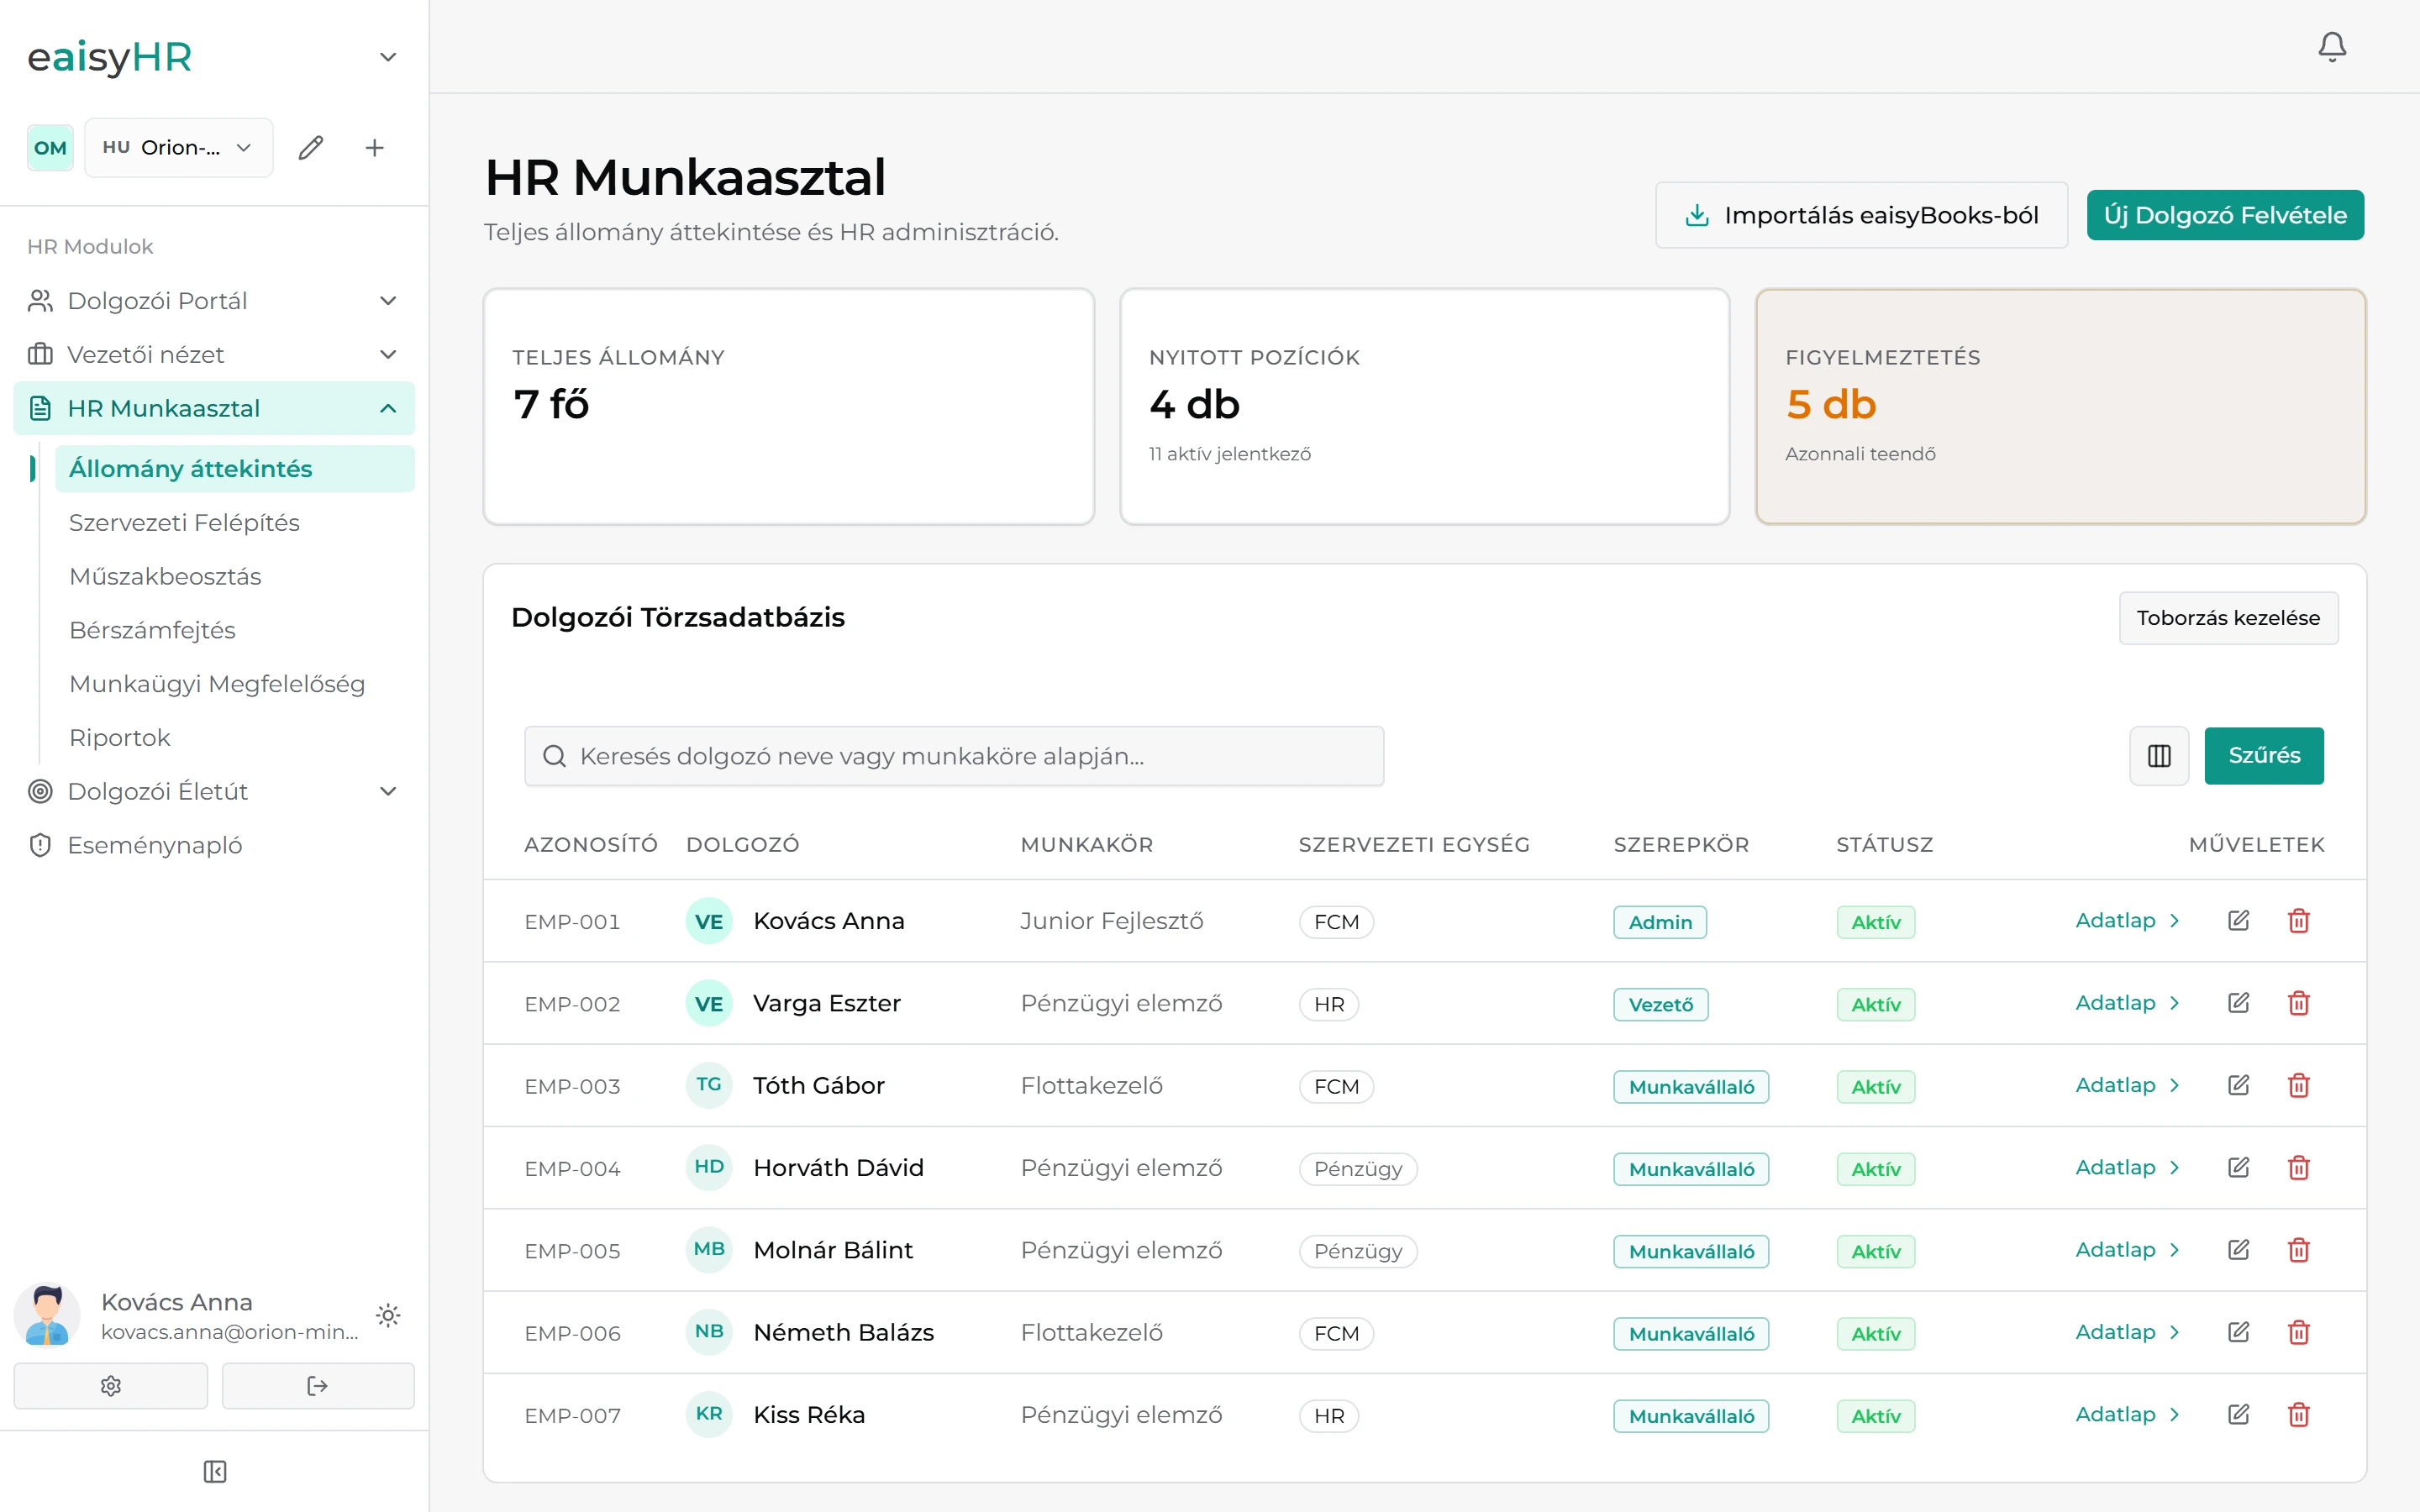 eaisyHR
OM
HU Orion-...
HR Modulok
Dolgozói Portál
Vezetői nézet
HR Munkaasztal
Állomány áttekintés
Szervezeti Felépítés
Műszakbeosztás
Bérszámfejtés
Munkaügyi Megfelelőség
Riportok
Dolgozói Életút
Eseménynapló
Kovács Anna
kovacs.anna@orion-min...
HR Munkaasztal
Teljes állomány áttekintése és HR adminisztráció.
Importálás eaisyBooks-ból
Új Dolgozó Felvétele
TELJES ÁLLOMÁNY
7 fő
NYITOTT POZÍCIÓK
4 db
11 aktív jelentkező
FIGYELMEZTETÉS
5 db
Azonnali teendő
Dolgozói Törzsadatbázis
Toborzás kezelése
Keresés dolgozó neve vagy munkaköre alapján...
Szűrés
AZONOSÍTÓ DOLGOZÓ MUNKAKÖR SZERVEZETI EGYSÉG SZEREPKÖR STÁTUSZ MŰVELETEK
EMP-001 VE Kovács Anna Junior Fejlesztő FCM Admin Aktív Adatlap
EMP-002 VE Varga Eszter Pénzügyi elemző HR Vezető Aktív Adatlap
EMP-003 TG Tóth Gábor Flottakezelő FCM Munkavállaló Aktív Adatlap
EMP-004 HD Horváth Dávid Pénzügyi elemző Pénzügy Munkavállaló Aktív Adatlap
EMP-005 MB Molnár Bálint Pénzügyi elemző Pénzügy Munkavállaló Aktív Adatlap
EMP-006 NB Németh Balázs Flottakezelő FCM Munkavállaló Aktív Adatlap
EMP-007 KR Kiss Réka Pénzügyi elemző HR Munkavállaló Aktív Adatlap